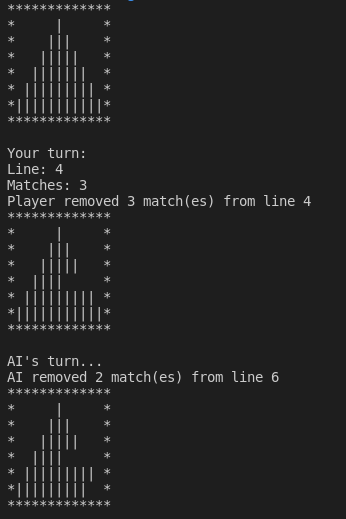 *************
*     |     *
*    |||    *
*   |||||   *
*  |||||||  *
* ||||||||| *
*|||||||||||*
*************
Your turn:
Line: 4
Matches: 3
Player removed 3 match(es) from line 4
*************
*     |     *
*    |||    *
*   |||||   *
*  ||||     *
* ||||||||| *
*|||||||||||*
*************
AI's turn...
AI removed 2 match(es) from line 6
*************
*     |     *
*    |||    *
*   |||||   *
*  ||||     *
* ||||||||| *
*|||||||||  *
*************